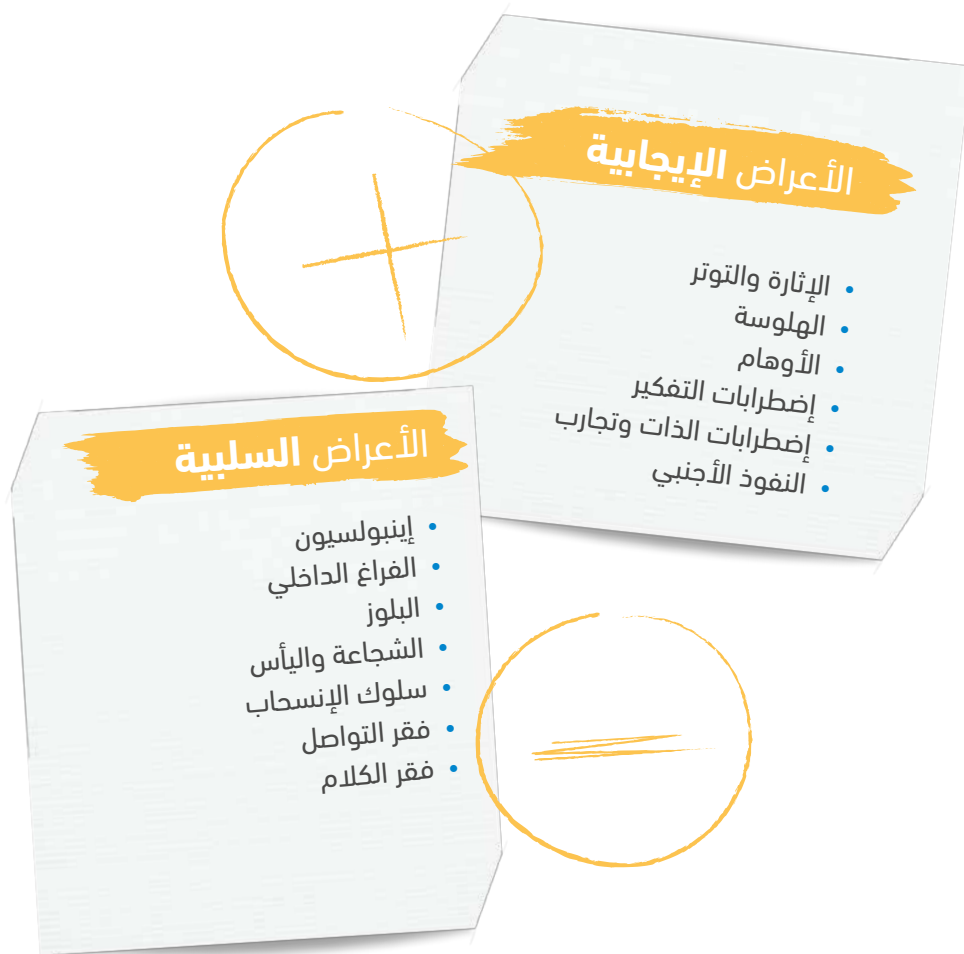 الأعراض الإيجابية
• الإثارة والتوتر
• الهلوسة
• الأوهام
• إضطرابات التفكير
• إضطرابات الذات وتجارب
• النفوذ الأجنبي
الأعراض السلبية
• إينبولسيون
• الفراغ الداخلي
• البلوز
• الشجاعة واليأس
• سلوك الإنسحاب
• فقر التواصل
• فقر الكلام